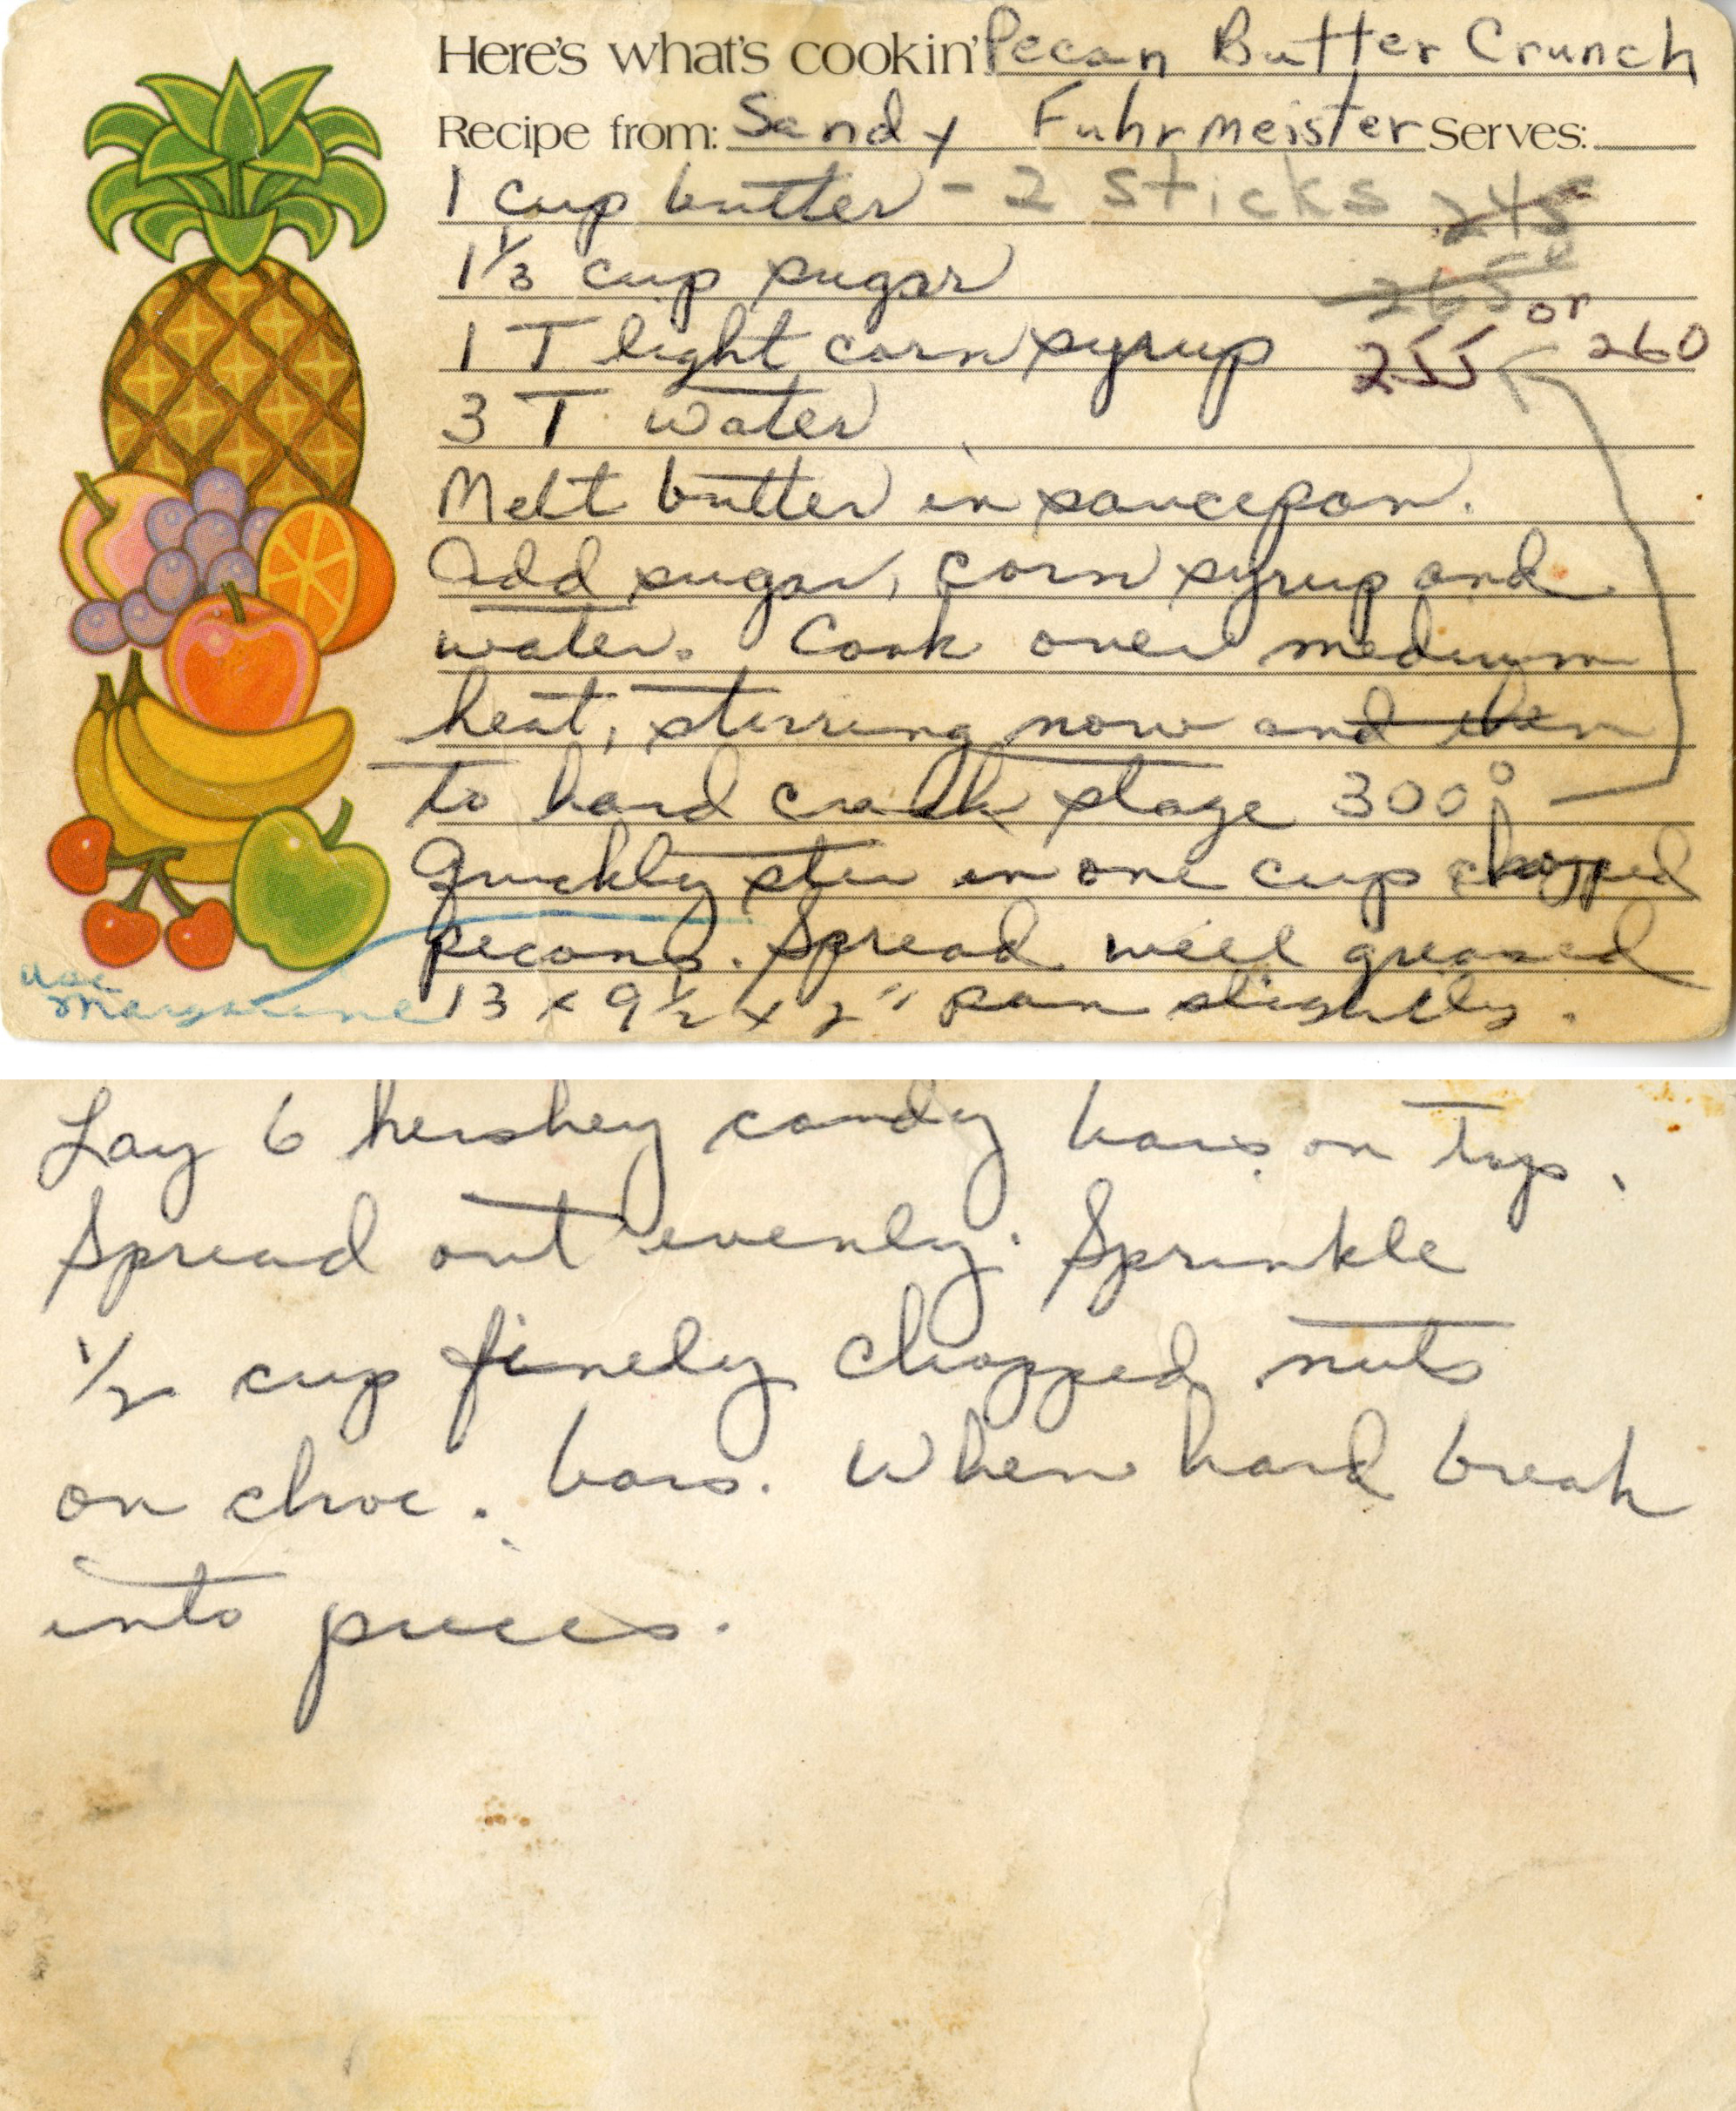 Here's what's cookin' Pecan Butter Crunch
Recipe from: Sandy Fuhrmeister Serves:
1 cup butter - 2 sticks 245
1 1/3 cup sugar 265
or
1 T light corn syrup 255 260
3 T water
Melt butter in saucepan.
Add sugar, corn syrup and
water. Cook over medium
heat, stirring now and then
to hard crack stage 300°
Quickly stir in one cup chopped
pecans. Spread well greased
use
margarine
13 x 9 1/2 x 2" pan slightly.
Lay 6 hershey candy bars on top.
Spread out evenly. Sprinkle
1/2 cup finely chopped nuts
on choc. bars. When hard break
into pieces.